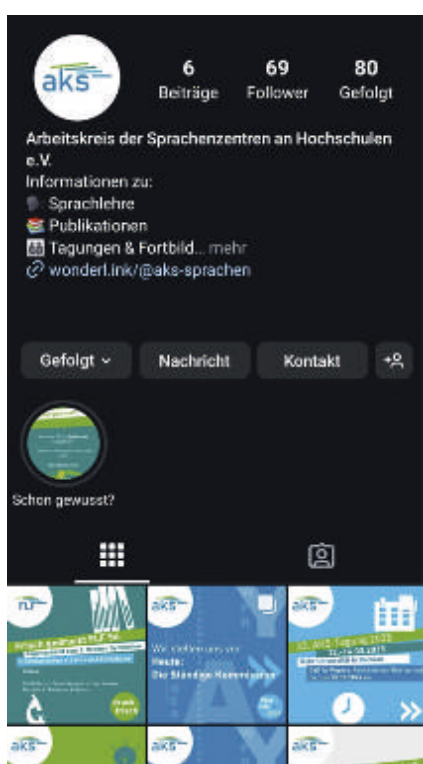 aks
6
69
80
Beiträge
Follower
Gefolgt
Arbeitskreis der Sprachenzentren an Hochschulen
e.V.
Informationen zu:
Sprachlehre
Publikationen
Tagungen & Fortbild... mehr
wonderl.ink/@aks-sprachen
Gefolgt
Nachricht
Kontakt
Schon gewusst?
aks
aks
Wir stellen uns vor
Heute:
Die Ständige Kommission
aks
aks
aks